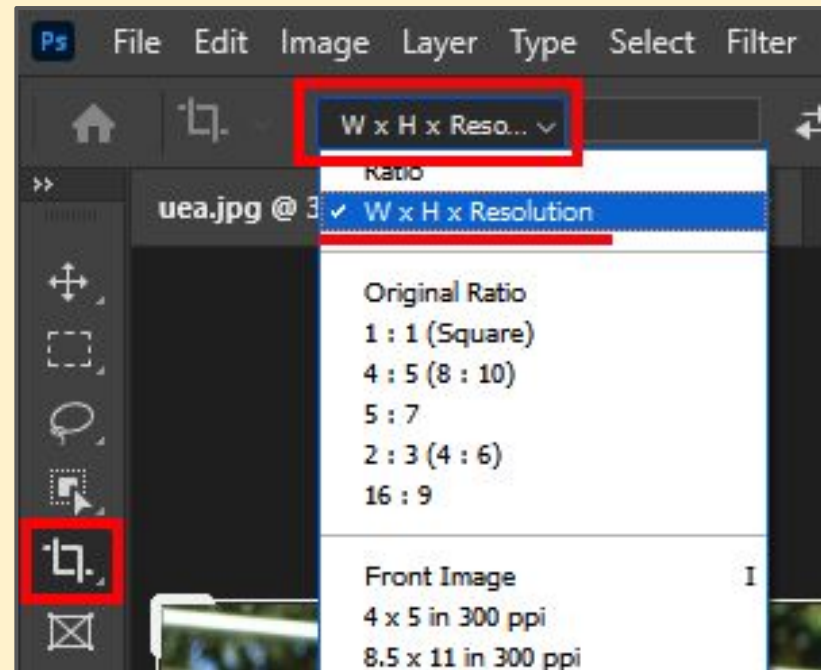 Ps File Edit Image Layer Type Select Filter
W x H x Reso...
uea.jpg @ 3
Ratio
W x H x Resolution
Original Ratio
1 : 1 (Square)
4 : 5 (8 : 10)
5 : 7
2 : 3 (4 : 6)
16 : 9
Front Image I
4 x 5 in 300 ppi
8.5 x 11 in 300 ppi